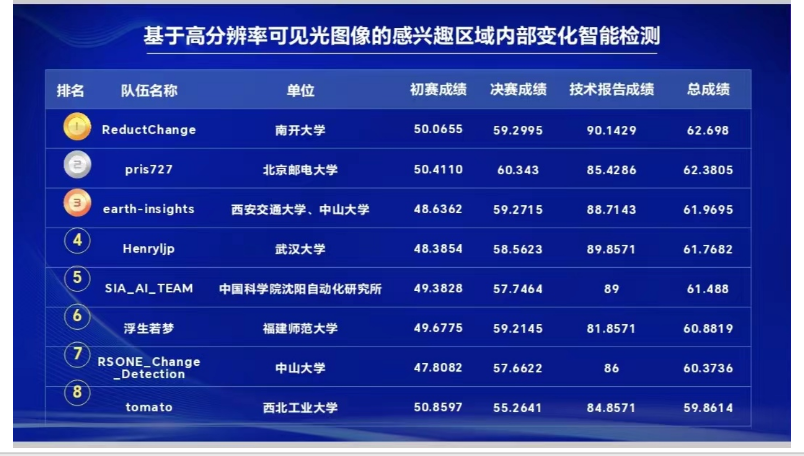 基于高分辨率可见光图像的感兴趣区域内部变化智能检测
排名 队伍名称 单位 初赛成绩 决赛成绩 技术报告成绩 总成绩
1 ReductChange 南开大学 50.0655 59.2995 90.1429 62.698
2 pris727 北京邮电大学 50.4110 60.343 85.4286 62.3805
3 earth-insights 西安交通大学、中山大学 48.6362 59.2715 88.7143 61.9695
4 Henryljp 武汉大学 48.3854 58.5623 89.8571 61.7682
5 SIA_AI_TEAM 中国科学院沈阳自动化研究所 49.3828 57.7464 89 61.488
6 浮生若梦 福建师范大学 49.6775 59.2145 81.8571 60.8819
7 RSONE_Change
_Detection 中山大学 47.8082 57.6622 86 60.3736
8 tomato 西北工业大学 50.8597 55.2641 84.8571 59.8614